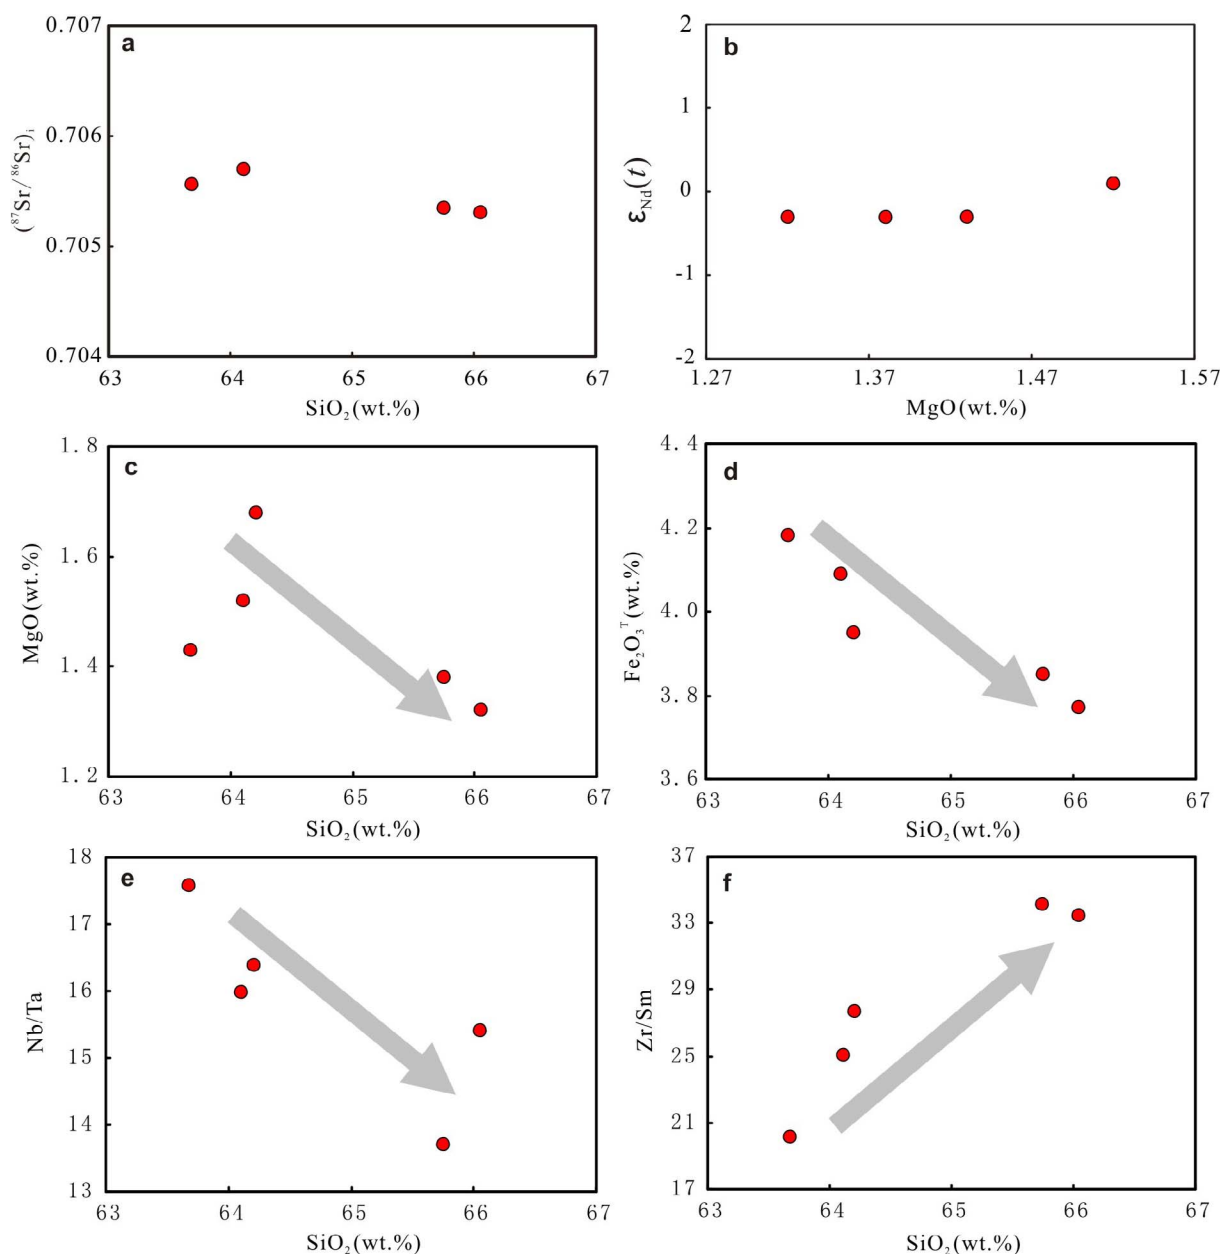 a
0.707
0.706
0.705
0.704
(⁸⁷Sr/⁸⁶Sr)ᵢ
63 64 65 66 67
SiO₂(wt.%)
b
2
1
0
-1
-2
εNd(t)
1.27 1.37 1.47 1.57
MgO(wt.%)
c
1.8
1.6
1.4
1.2
MgO(wt.%)
63 64 65 66 67
SiO₂(wt.%)
d
4.4
4.2
4.0
3.8
3.6
Fe₂O₃ᵀ(wt.%)
63 64 65 66 67
SiO₂(wt.%)
e
18
17
16
15
14
13
Nb/Ta
63 64 65 66 67
SiO₂(wt.%)
f
37
33
29
25
21
17
Zr/Sm
63 64 65 66 67
SiO₂(wt.%)